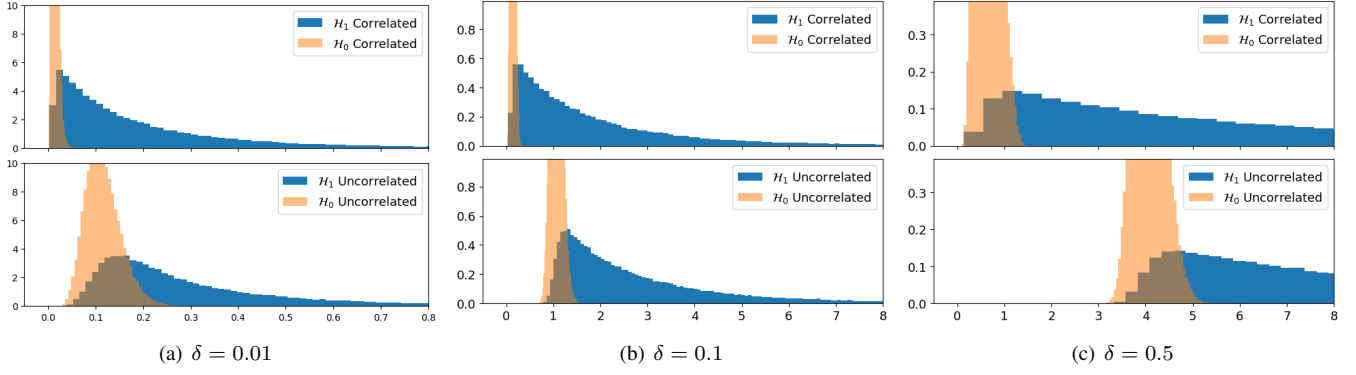 10
8
6
4
2
0
H₁ Correlated
H₀ Correlated
10
8
6
4
2
0
H₁ Uncorrelated
H₀ Uncorrelated
0.0 0.1 0.2 0.3 0.4 0.5 0.6 0.7 0.8
(a) δ = 0.01
0.8
0.6
0.4
0.2
0.0
H₁ Correlated
H₀ Correlated
0.8
0.6
0.4
0.2
0.0
H₁ Uncorrelated
H₀ Uncorrelated
0 1 2 3 4 5 6 7 8
(b) δ = 0.1
0.3
0.2
0.1
0.0
H₁ Correlated
H₀ Correlated
0.3
0.2
0.1
0.0
H₁ Uncorrelated
H₀ Uncorrelated
0 1 2 3 4 5 6 7 8
(c) δ = 0.5